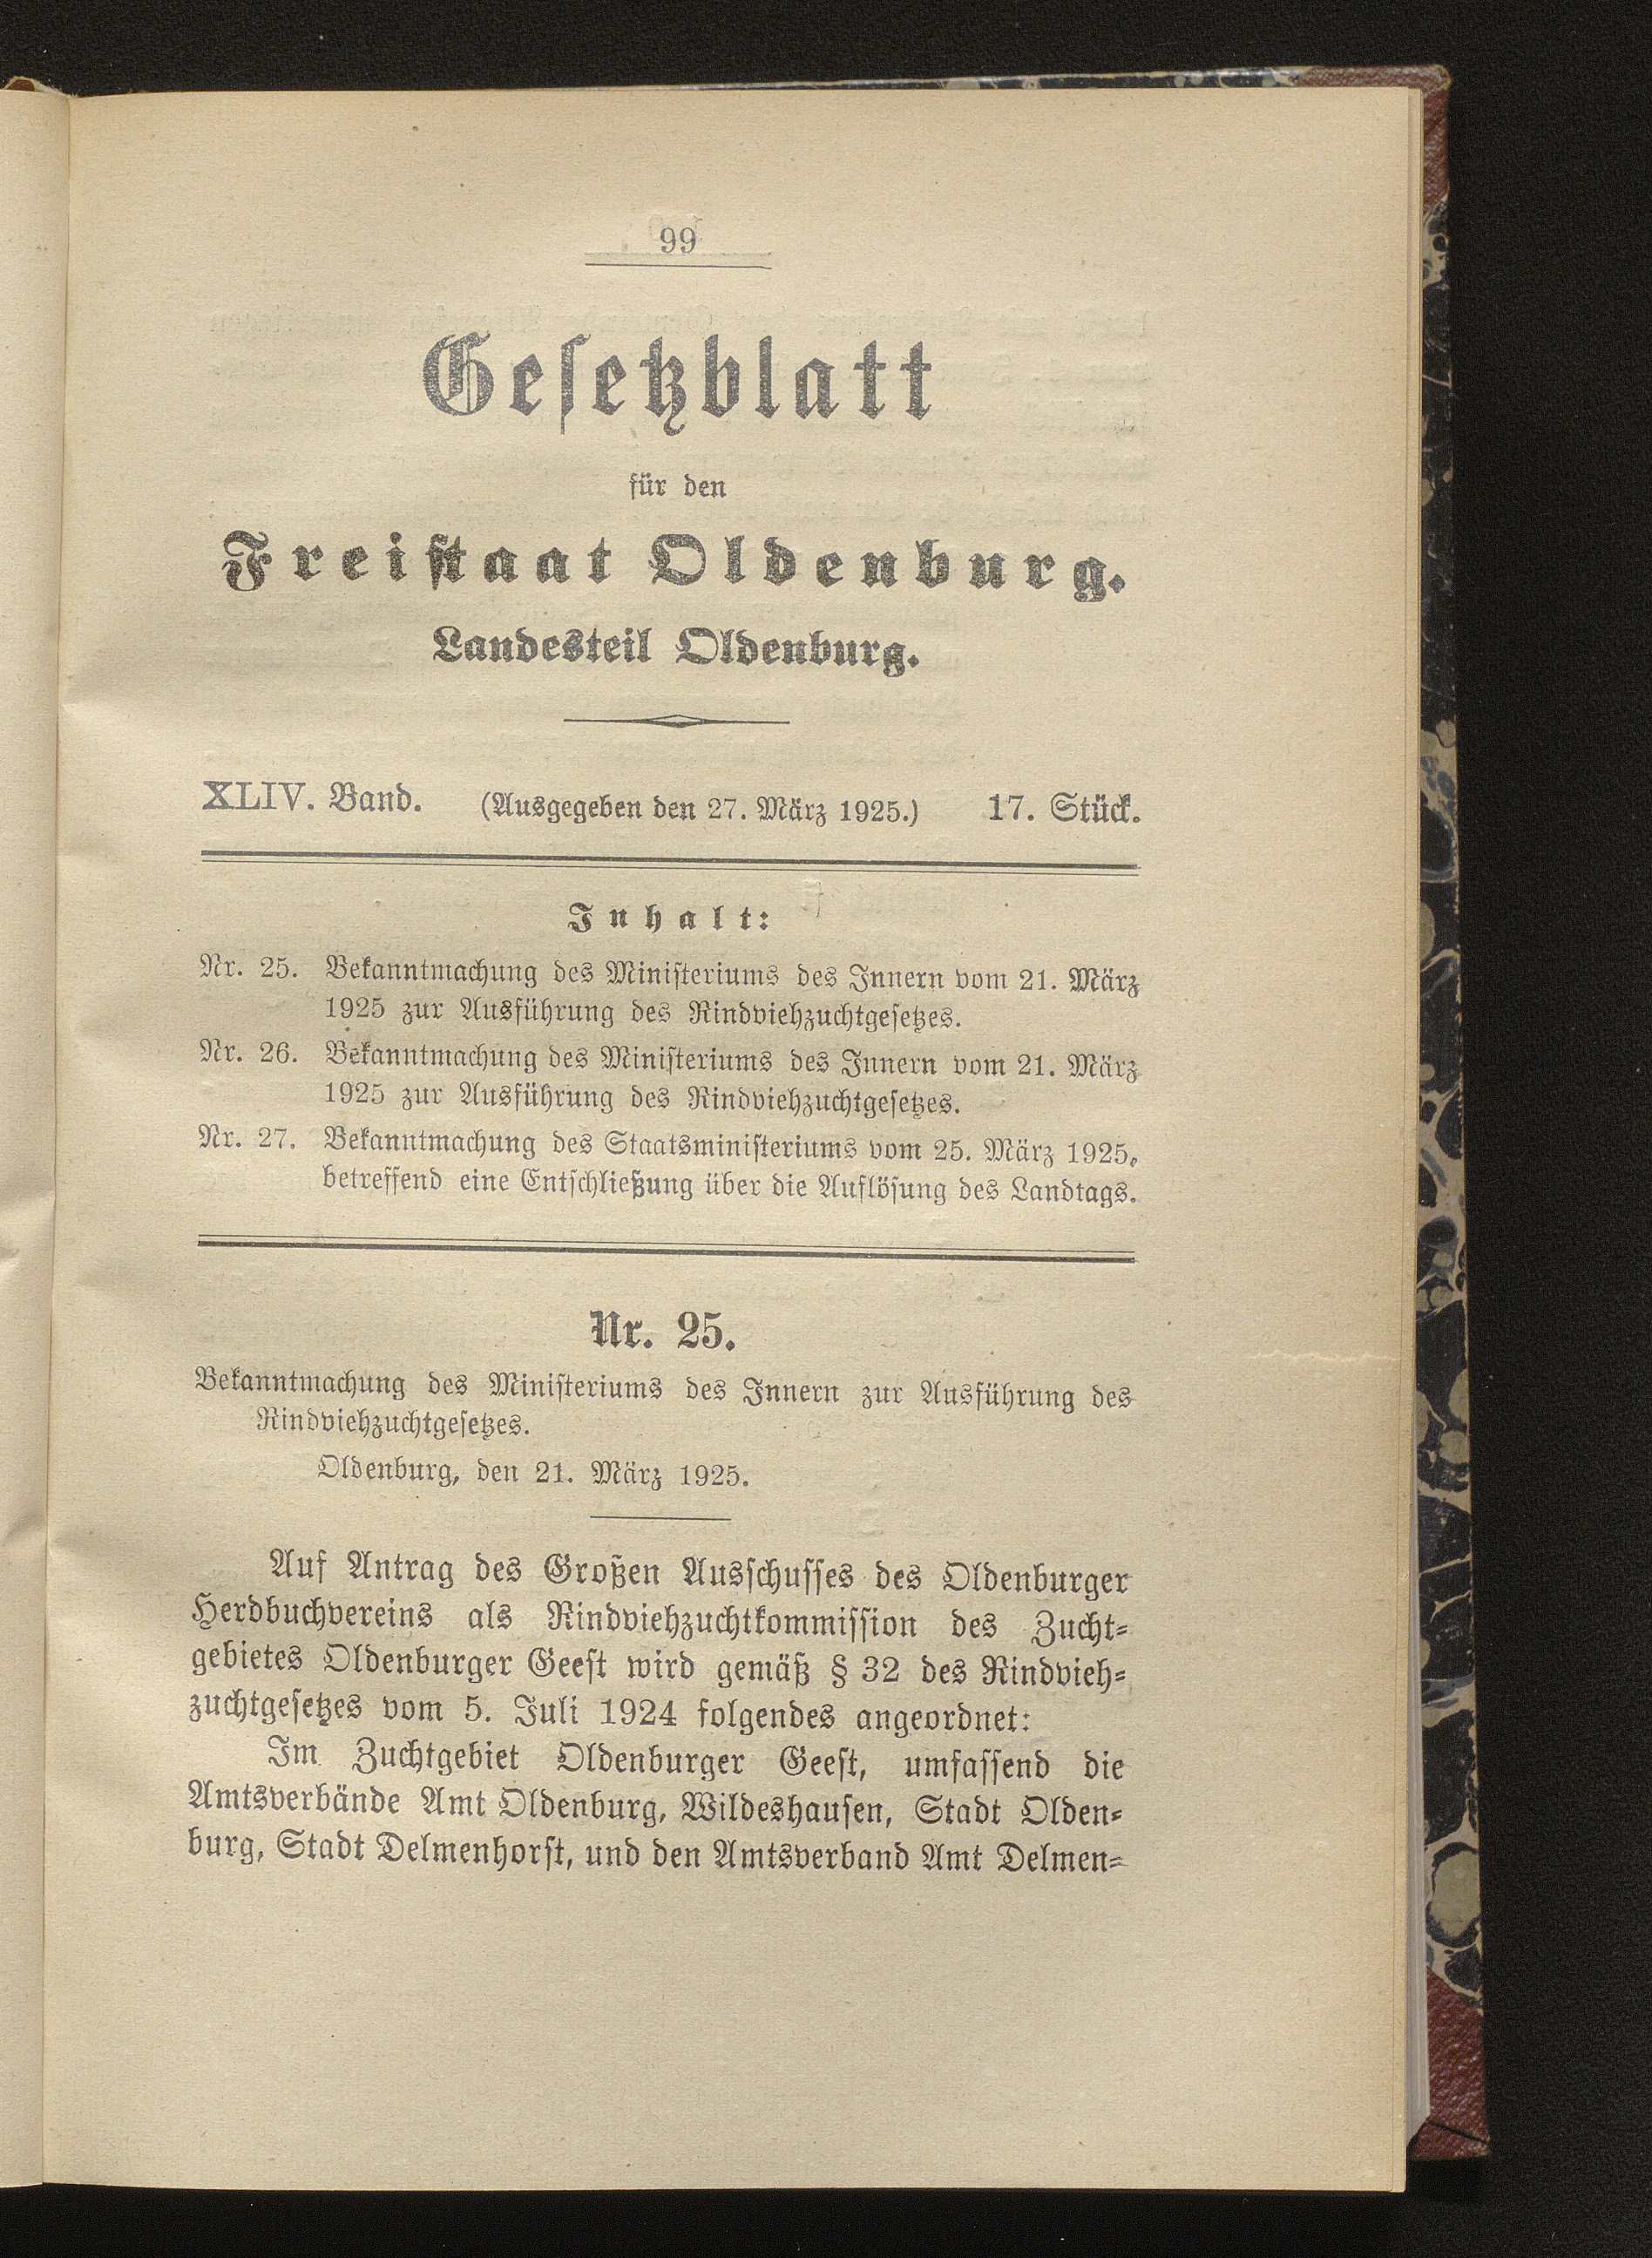 99
Gesetzblatt
für den
Freistaat Oldenburg.
Landesteil Oldenburg.
XLIV. Band. (Ausgegeben den 27. März 1925.) 17. Stück.
Inhalt:
Nr. 25. Bekanntmachung des Ministeriums des Innern vom 21. März
1925 zur Ausführung des Rindviehzuchtgesetzes.
Nr. 26. Bekanntmachung des Ministeriums des Innern vom 21. März
1925 zur Ausführung des Rindviehzuchtgesetzes.
Nr. 27. Bekanntmachung des Staatsministeriums vom 25. März 1925,
betreffend eine Entschließung über die Auflösung des Landtags.
Nr. 25.
Bekanntmachung des Ministeriums des Innern zur Ausführung des
Rindviehzuchtgesetzes.
Oldenburg, den 21. März 1925.
Auf Antrag des Großen Ausschusses des Oldenburger
Herdbuchvereins als Rindviehzuchtkommission des Zucht-
gebietes Oldenburger Geest wird gemäß § 32 des Rindvieh-
zuchtgesetzes vom 5. Juli 1924 folgendes angeordnet:
Im Zuchtgebiet Oldenburger Geest, umfassend die
Amtsverbände Amt Oldenburg, Wildeshausen, Stadt Olden-
burg, Stadt Delmenhorst, und den Amtsverband Amt Delmen-